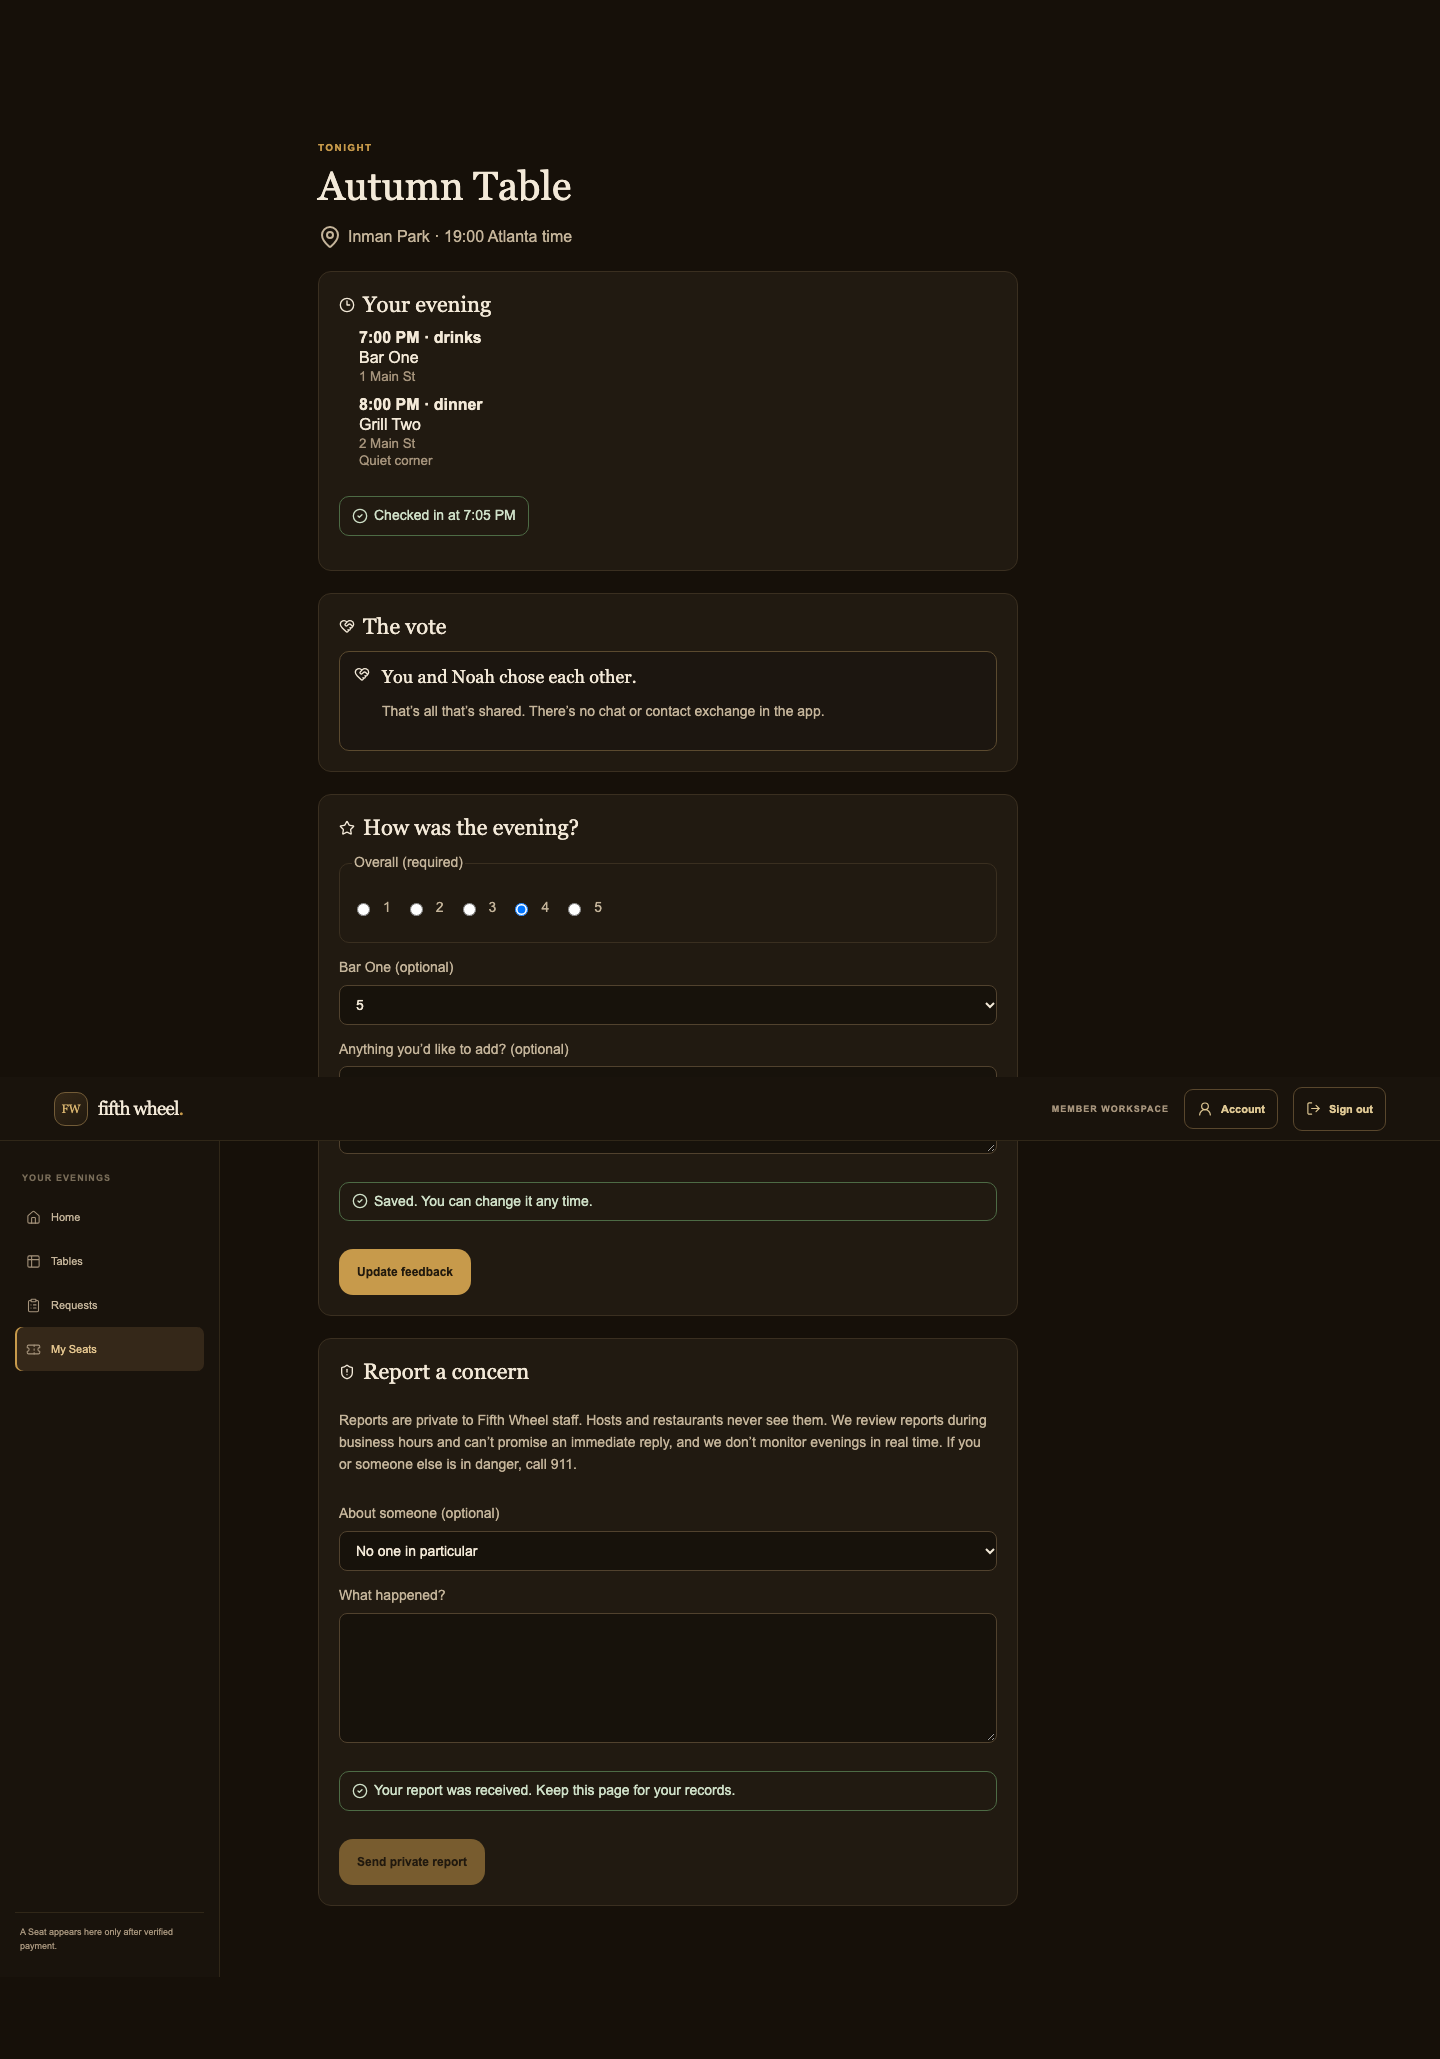 TONIGHT
Autumn Table
Inman Park · 19:00 Atlanta time
Your evening
7:00 PM · drinks
Bar One
1 Main St
8:00 PM · dinner
Grill Two
2 Main St
Quiet corner
Checked in at 7:05 PM
The vote
You and Noah chose each other.
That’s all that’s shared. There’s no chat or contact exchange in the app.
How was the evening?
Overall (required)
1 2 3 4 5
Bar One (optional)
5
Anything you’d like to add? (optional)
FW fifth wheel.
MEMBER WORKSPACE
Account
Sign out
YOUR EVENINGS
Home
Tables
Requests
My Seats
A Seat appears here only after verified
payment.
Saved. You can change it any time.
Update feedback
Report a concern
Reports are private to Fifth Wheel staff. Hosts and restaurants never see them. We review reports during
business hours and can’t promise an immediate reply, and we don’t monitor evenings in real time. If you
or someone else is in danger, call 911.
About someone (optional)
No one in particular
What happened?
Your report was received. Keep this page for your records.
Send private report